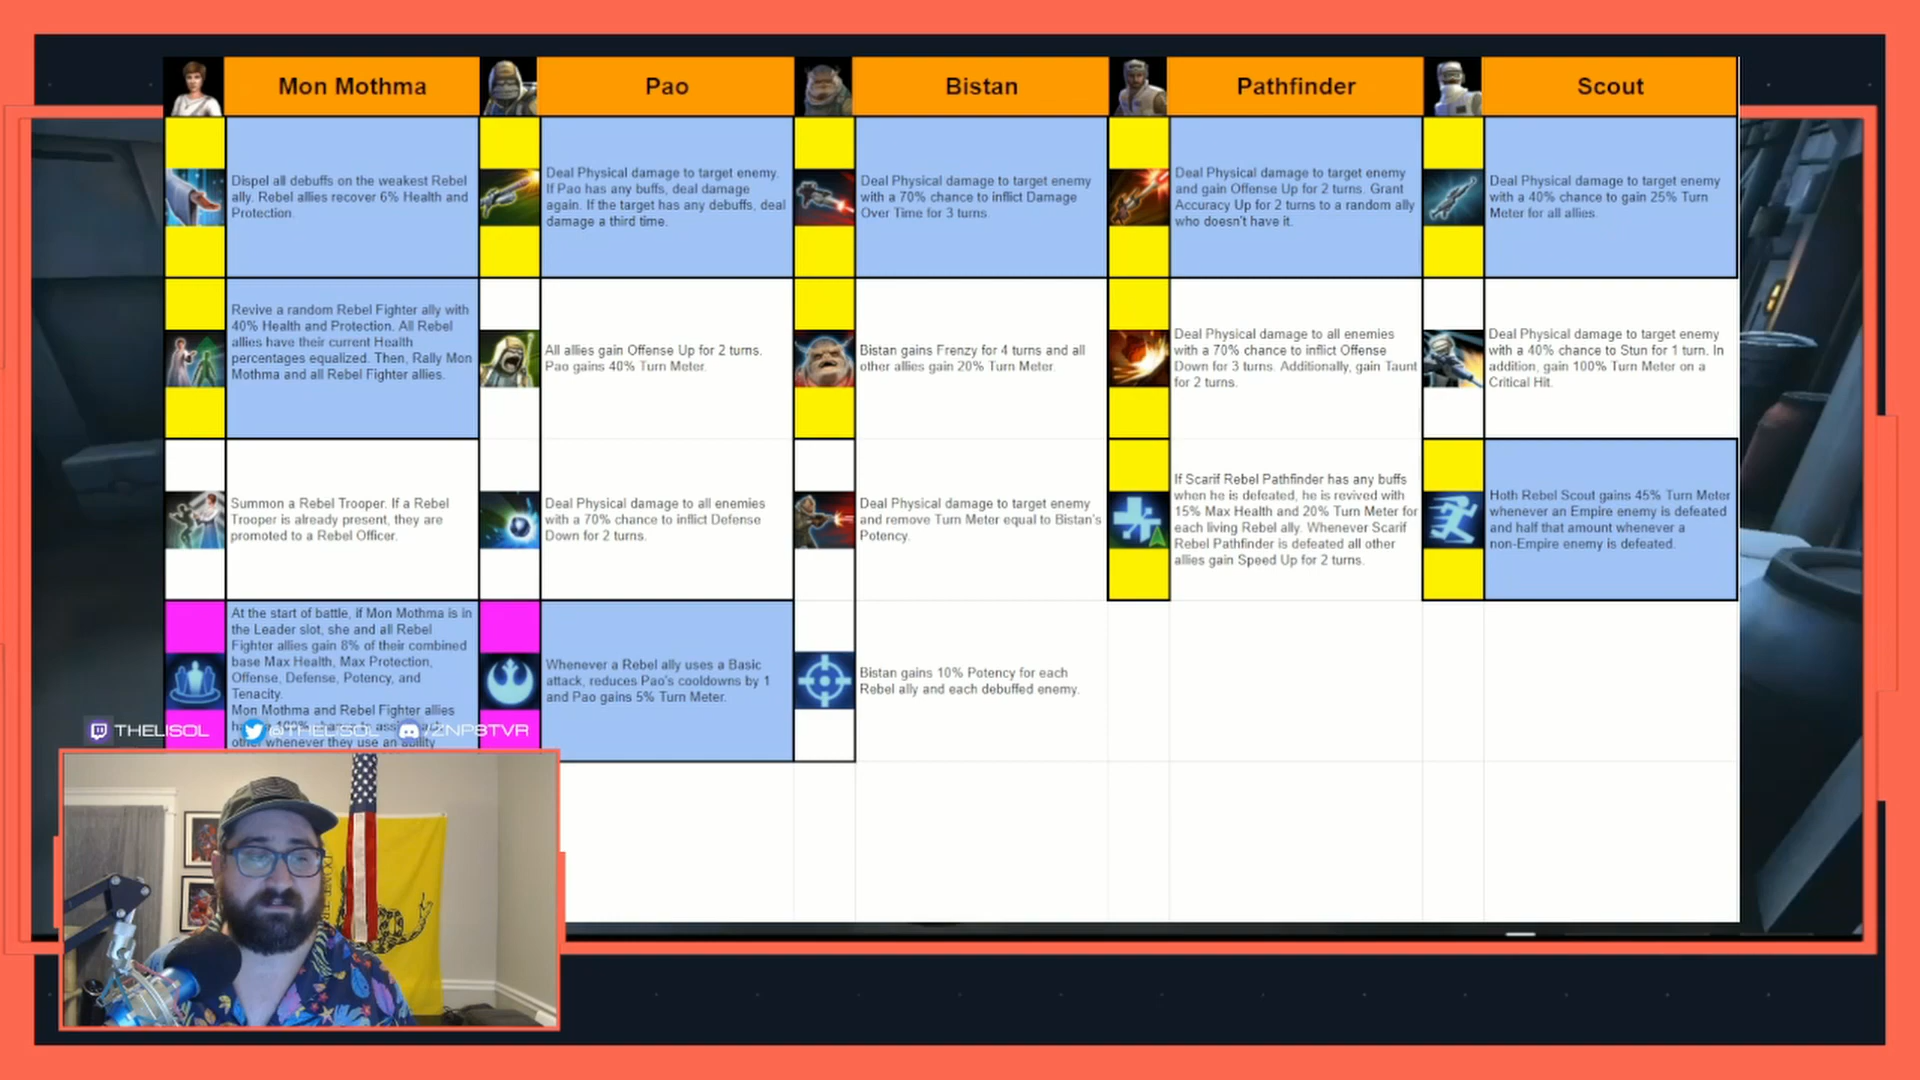 Mon Mothma
Pao
Bistan
Pathfinder
Scout
Dispel all debuffs on the weakest Rebel
ally. Rebel allies recover 6% Health and
Protection.
Deal Physical damage to target enemy.
If Pao has any buffs, deal damage
again. If the target has any debuffs, deal
damage a third time.
Deal Physical damage to target enemy
with a 70% chance to inflict Damage
Over Time for 3 turns.
Deal Physical damage to target enemy
and gain Offense Up for 2 turns. Grant
Accuracy Up for 2 turns to a random ally
who doesn't have it.
Deal Physical damage to target enemy
with a 40% chance to gain 25% Turn
Meter for all allies.
Revive a random Rebel Fighter ally with
40% Health and Protection. All Rebel
allies have their current Health
percentages equalized. Then, Rally Mon
Mothma and all Rebel Fighter allies.
All allies gain Offense Up for 2 turns.
Pao gains 40% Turn Meter.
Bistan gains Frenzy for 4 turns and all
other allies gain 20% Turn Meter.
Deal Physical damage to all enemies
with a 70% chance to inflict Offense
Down for 3 turns. Additionally, gain Taunt
for 2 turns.
Deal Physical damage to target enemy
with a 40% chance to Stun for 1 turn. In
addition, gain 100% Turn Meter on a
Critical Hit.
Summon a Rebel Trooper. If a Rebel
Trooper is already present, they are
promoted to a Rebel Officer.
Deal Physical damage to all enemies
with a 70% chance to inflict Defense
Down for 2 turns.
Deal Physical damage to target enemy
and remove Turn Meter equal to Bistan's
Potency.
If Scarif Rebel Pathfinder has any buffs
when he is defeated, he is revived with
15% Max Health and 20% Turn Meter for
each living Rebel ally. Whenever Scarif
Rebel Pathfinder is defeated all other
allies gain Speed Up for 2 turns.
Hoth Rebel Scout gains 45% Turn Meter
whenever an Empire enemy is defeated
and half that amount whenever a
non-Empire enemy is defeated.
At the start of battle, if Mon Mothma is in
the Leader slot, she and all Rebel
Fighter allies gain 8% of their combined
base Max Health, Max Protection,
Offense, Defense, Potency, and
Tenacity.
Mon Mothma and Rebel Fighter allies
100% chance to
other whenever they use an ability
Whenever a Rebel ally uses a Basic
attack, reduces Pao's cooldowns by 1
and Pao gains 5% Turn Meter.
Bistan gains 10% Potency for each
Rebel ally and each debuffed enemy.
THELISOL
@THELISOL
/ZNP8TVR